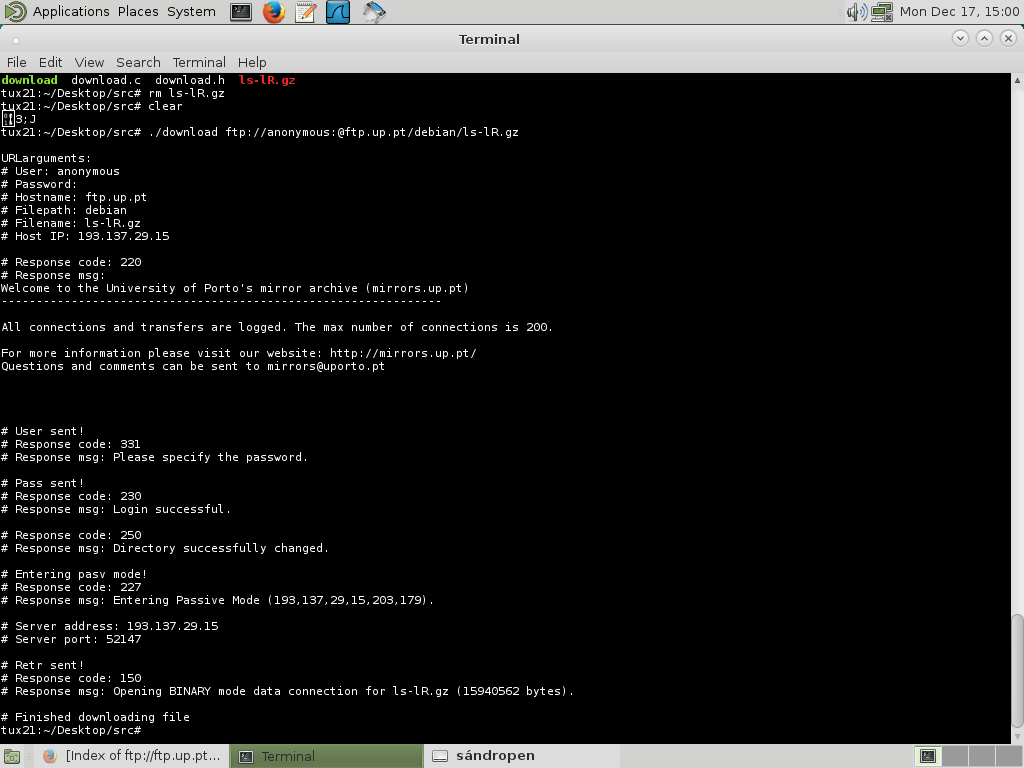 Applications Places System Mon Dec 17, 15:00
Terminal
File Edit View Search Terminal Help
download download.c download.h ls-lR.gz
tux21:~/Desktop/src# rm ls-lR.gz
tux21:~/Desktop/src# clear
3;J
tux21:~/Desktop/src# ./download ftp://anonymous:@ftp.up.pt/debian/ls-lR.gz
URLarguments:
# User: anonymous
# Password:
# Hostname: ftp.up.pt
# Filepath: debian
# Filename: ls-lR.gz
# Host IP: 193.137.29.15
# Response code: 220
# Response msg:
Welcome to the University of Porto's mirror archive (mirrors.up.pt)
---------------------------------------------------------------
All connections and transfers are logged. The max number of connections is 200.
For more information please visit our website: http://mirrors.up.pt/
Questions and comments can be sent to mirrors@uporto.pt
# User sent!
# Response code: 331
# Response msg: Please specify the password.
# Pass sent!
# Response code: 230
# Response msg: Login successful.
# Response code: 250
# Response msg: Directory successfully changed.
# Entering pasv mode!
# Response code: 227
# Response msg: Entering Passive Mode (193,137,29,15,203,179).
# Server address: 193.137.29.15
# Server port: 52147
# Retr sent!
# Response code: 150
# Response msg: Opening BINARY mode data connection for ls-lR.gz (15940562 bytes).
# Finished downloading file
tux21:~/Desktop/src#
[Index of ftp://ftp.up.pt... Terminal sándropen